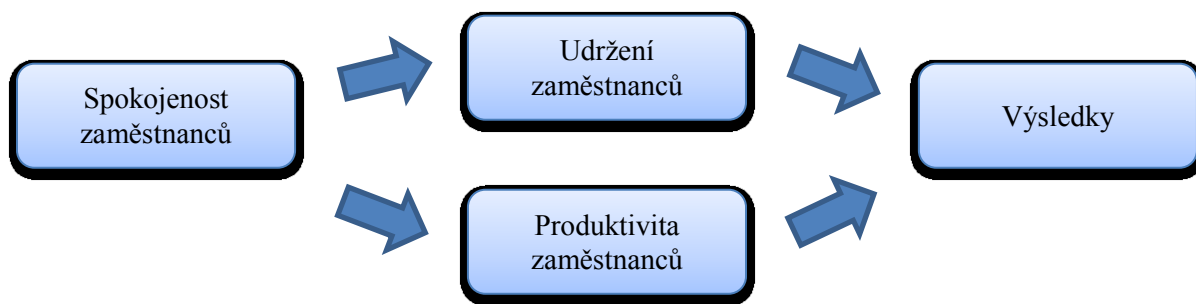 Spokojenost
zaměstnanců
Udržení
zaměstnanců
Produktivita
zaměstnanců
Výsledky